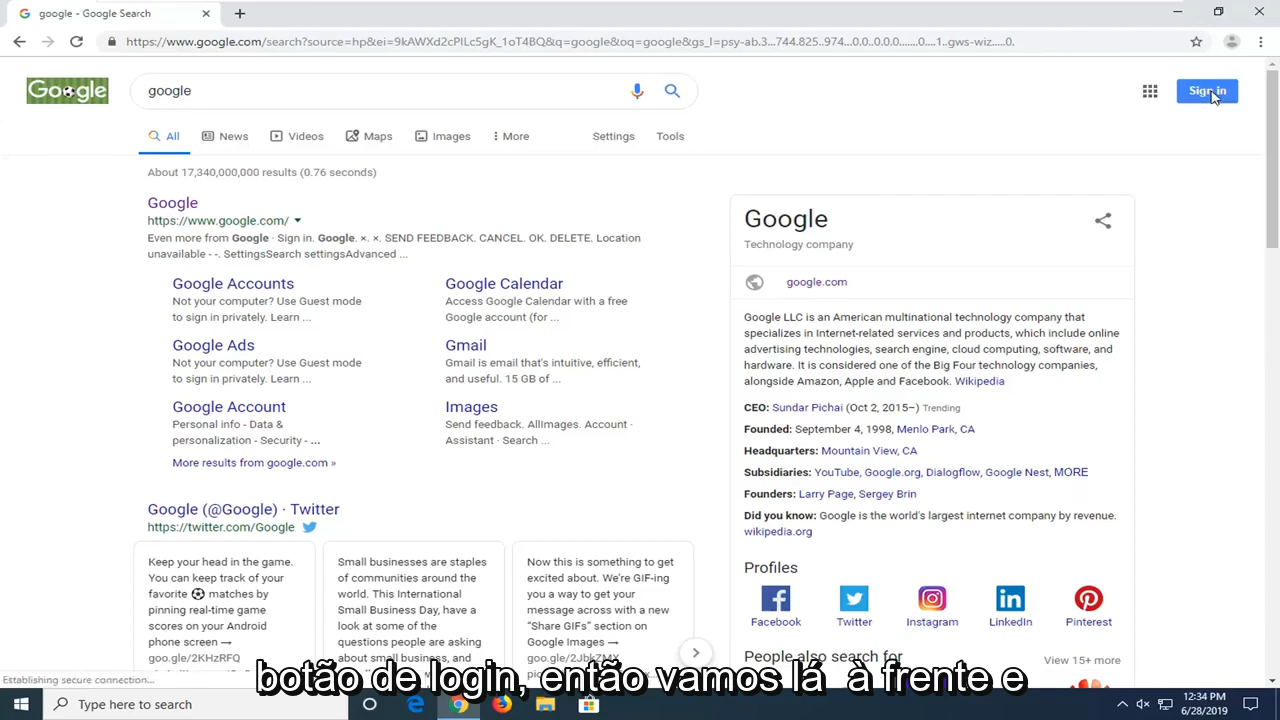 google - Google Search
https://www.google.com/search?source=hp&ei=9kAWXd2cPILc5gK_1oT4BQ&q=google&oq=google&gs_l=psy-ab.3...744.825..974...0.0..0.0.0.......0....1..gws-wiz.....0.
Google
google
Sign in
All
News
Videos
Maps
Images
More
Settings
Tools
About 17,340,000,000 results (0.76 seconds)
Google
https://www.google.com/
Even more from Google · Sign in. Google. ×. ×. SEND FEEDBACK. CANCEL. OK. DELETE. Location
unavailable - -. SettingsSearch settingsAdvanced ...
Google Accounts
Not your computer? Use Guest mode
to sign in privately. Learn ...
Google Calendar
Access Google Calendar with a free
Google account (for ...
Google Ads
Not your computer? Use Guest mode
to sign in privately. Learn ...
Gmail
Gmail is email that's intuitive, efficient,
and useful. 15 GB of ...
Google Account
Personal info - Data &
personalization - Security - ...
Images
Send feedback. AllImages. Account ·
Assistant · Search ...
More results from google.com »
Google (@Google) · Twitter
https://twitter.com/Google
Keep your head in the game.
You can keep track of your
favorite ⚽ matches by
pinning real-time game
scores on your Android
phone screen →
goo.gle/2KHzRFQ
Small businesses are staples
of communities around the
world. This International
Small Business Day, have a
look at some of the
questions people are asking
about small business, and
Now this is something to get
excited about. We're GIF-ing
you a way to get your
message across with a new
"Share GIFs" section on
Google Images →
goo.gle/2JbkZMX
Google
Technology company
google.com
Google LLC is an American multinational technology company that
specializes in Internet-related services and products, which include online
advertising technologies, search engine, cloud computing, software, and
hardware. It is considered one of the Big Four technology companies,
alongside Amazon, Apple and Facebook. Wikipedia
CEO: Sundar Pichai (Oct 2, 2015–) Trending
Founded: September 4, 1998, Menlo Park, CA
Headquarters: Mountain View, CA
Subsidiaries: YouTube, Google.org, Dialogflow, Google Nest, MORE
Founders: Larry Page, Sergey Brin
Did you know: Google is the world's largest internet company by revenue.
wikipedia.org
Profiles
Facebook
Twitter
Instagram
LinkedIn
Pinterest
People also search for
View 15+ more
botão de login, então vamos lá à frente e
Establishing secure connection...
Type here to search
12:34 PM
6/28/2019